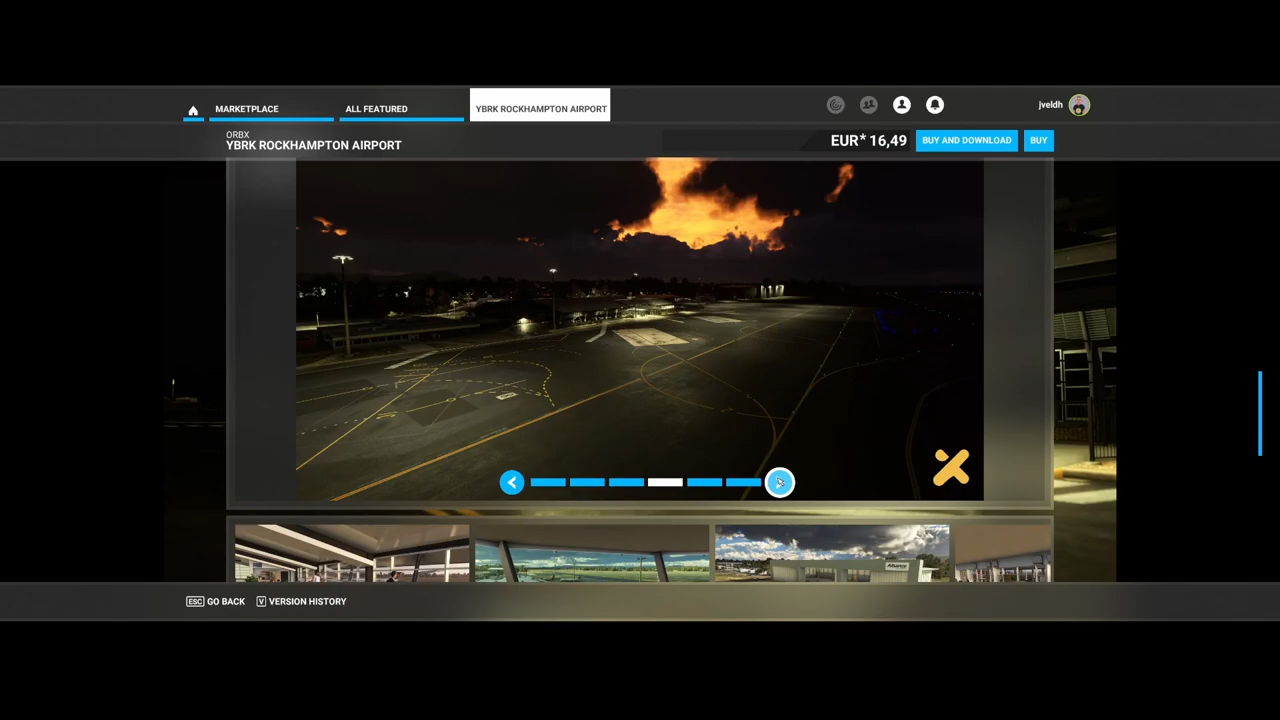 MARKETPLACE
ALL FEATURED
YBRK ROCKHAMPTON AIRPORT
jveldh
ORBX
YBRK ROCKHAMPTON AIRPORT
EUR* 16,49
BUY AND DOWNLOAD
BUY
Alliance
ESC GO BACK
V VERSION HISTORY